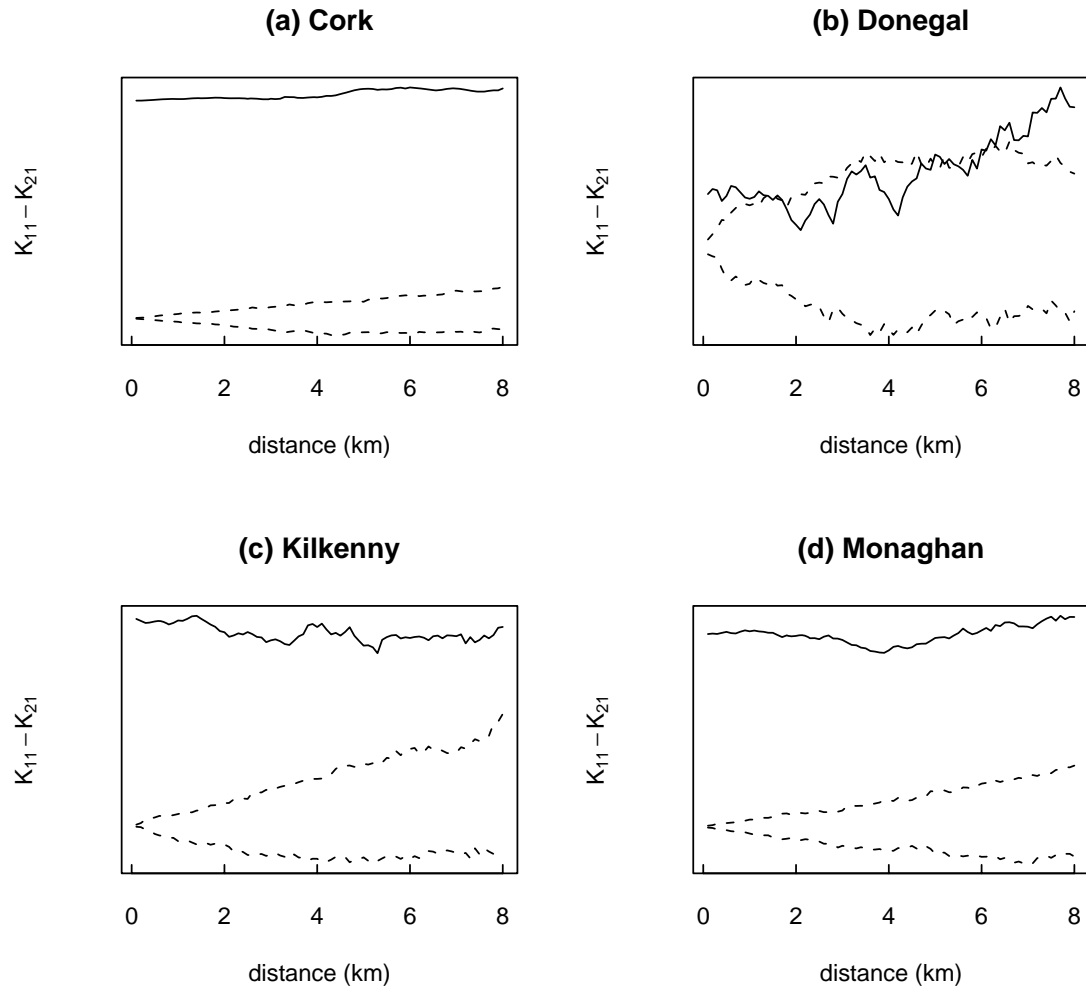 (a) Cork
K₁₁ − K₂₁
0 2 4 6 8
distance (km)
(b) Donegal
K₁₁ − K₂₁
0 2 4 6 8
distance (km)
(c) Kilkenny
K₁₁ − K₂₁
0 2 4 6 8
distance (km)
(d) Monaghan
K₁₁ − K₂₁
0 2 4 6 8
distance (km)